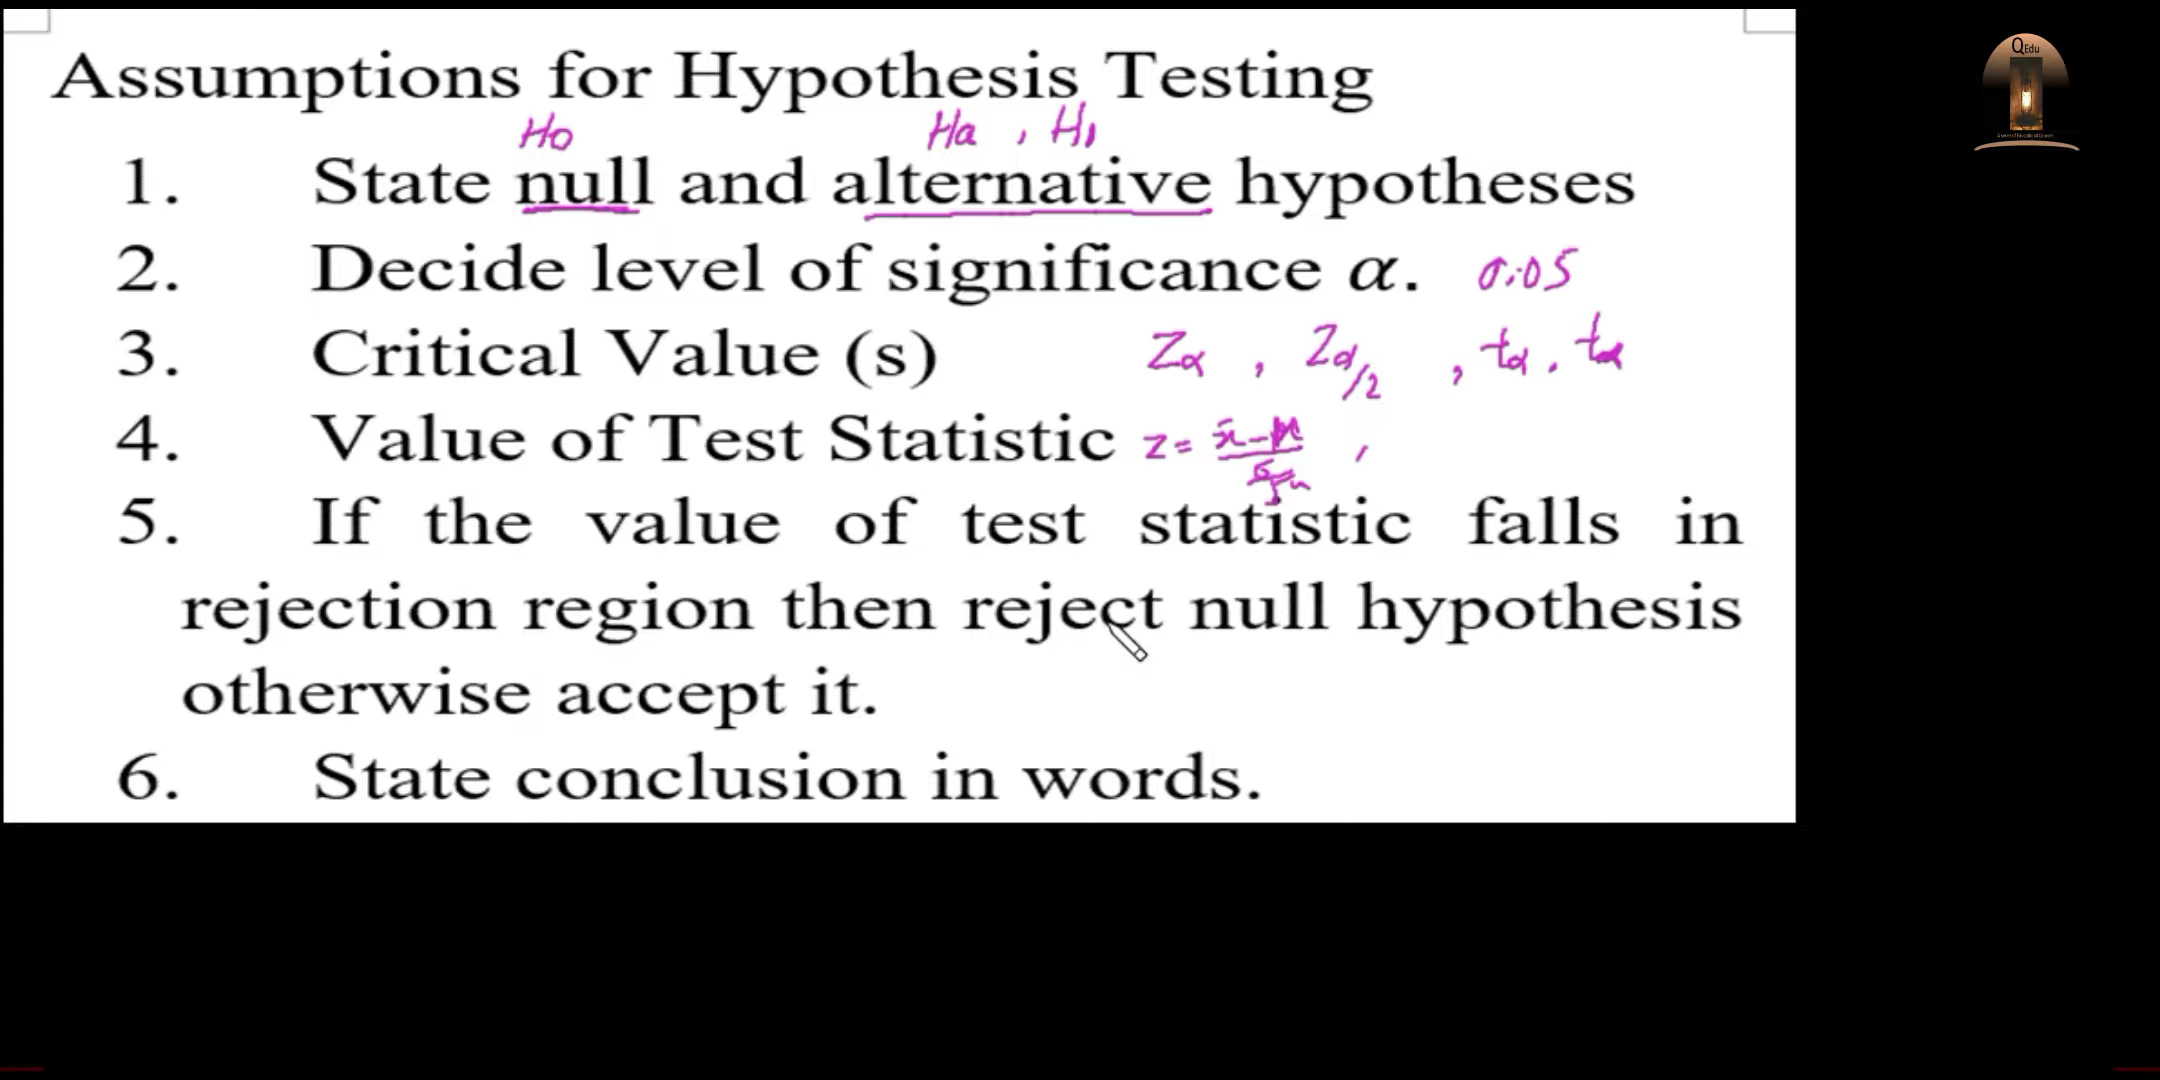 Assumptions for Hypothesis Testing
Ho Ha , H1
1. State null and alternative hypotheses
2. Decide level of significance α. 0.05
3. Critical Value (s) Zα , Zα/2 , tα , tα
4. Value of Test Statistic z = x̄-μ / σ/√n ,
5. If the value of test statistic falls in
rejection region then reject null hypothesis
otherwise accept it.
6. State conclusion in words.
QEdu